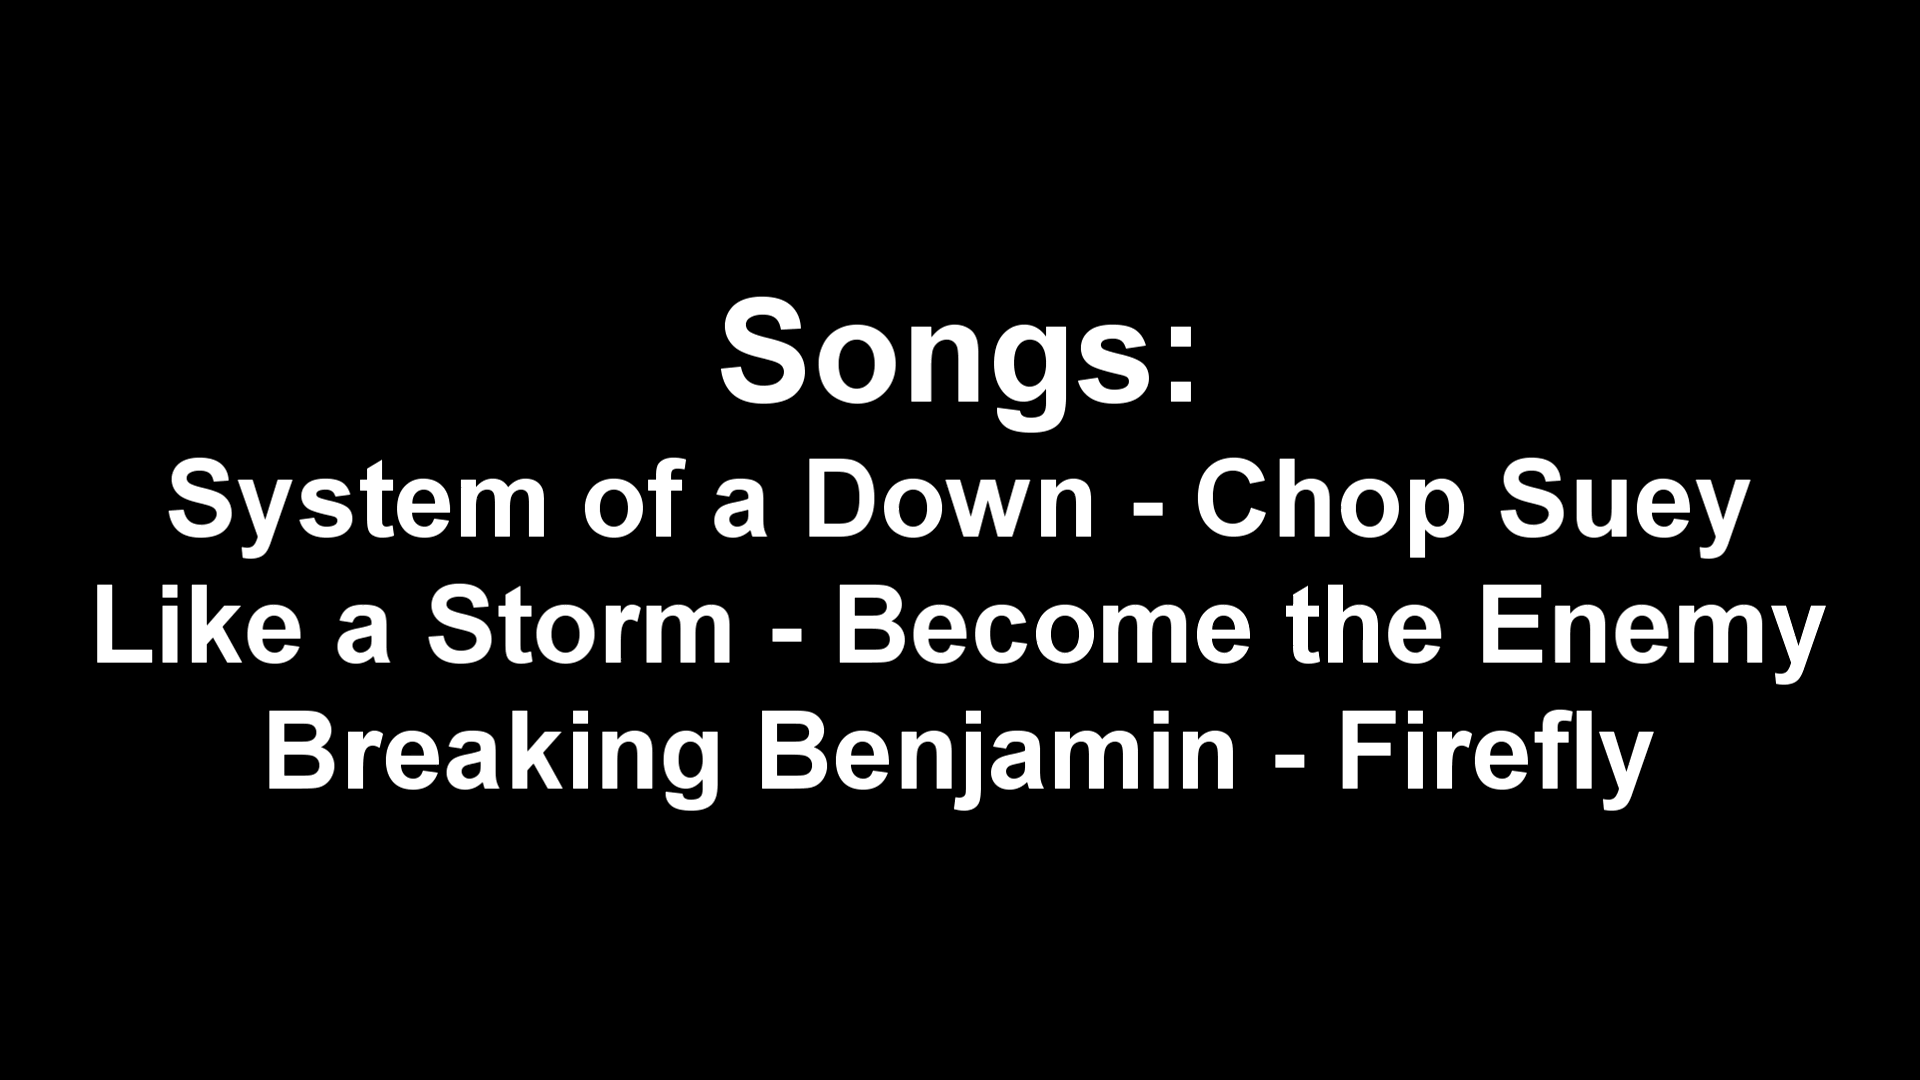 Songs:
System of a Down - Chop Suey
Like a Storm - Become the Enemy
Breaking Benjamin - Firefly